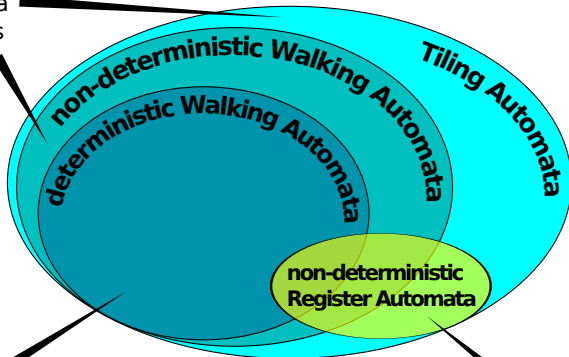 a
s
non-deterministic Walking Automata
Tiling Automata
deterministic Walking Automata
non-deterministic
Register Automata